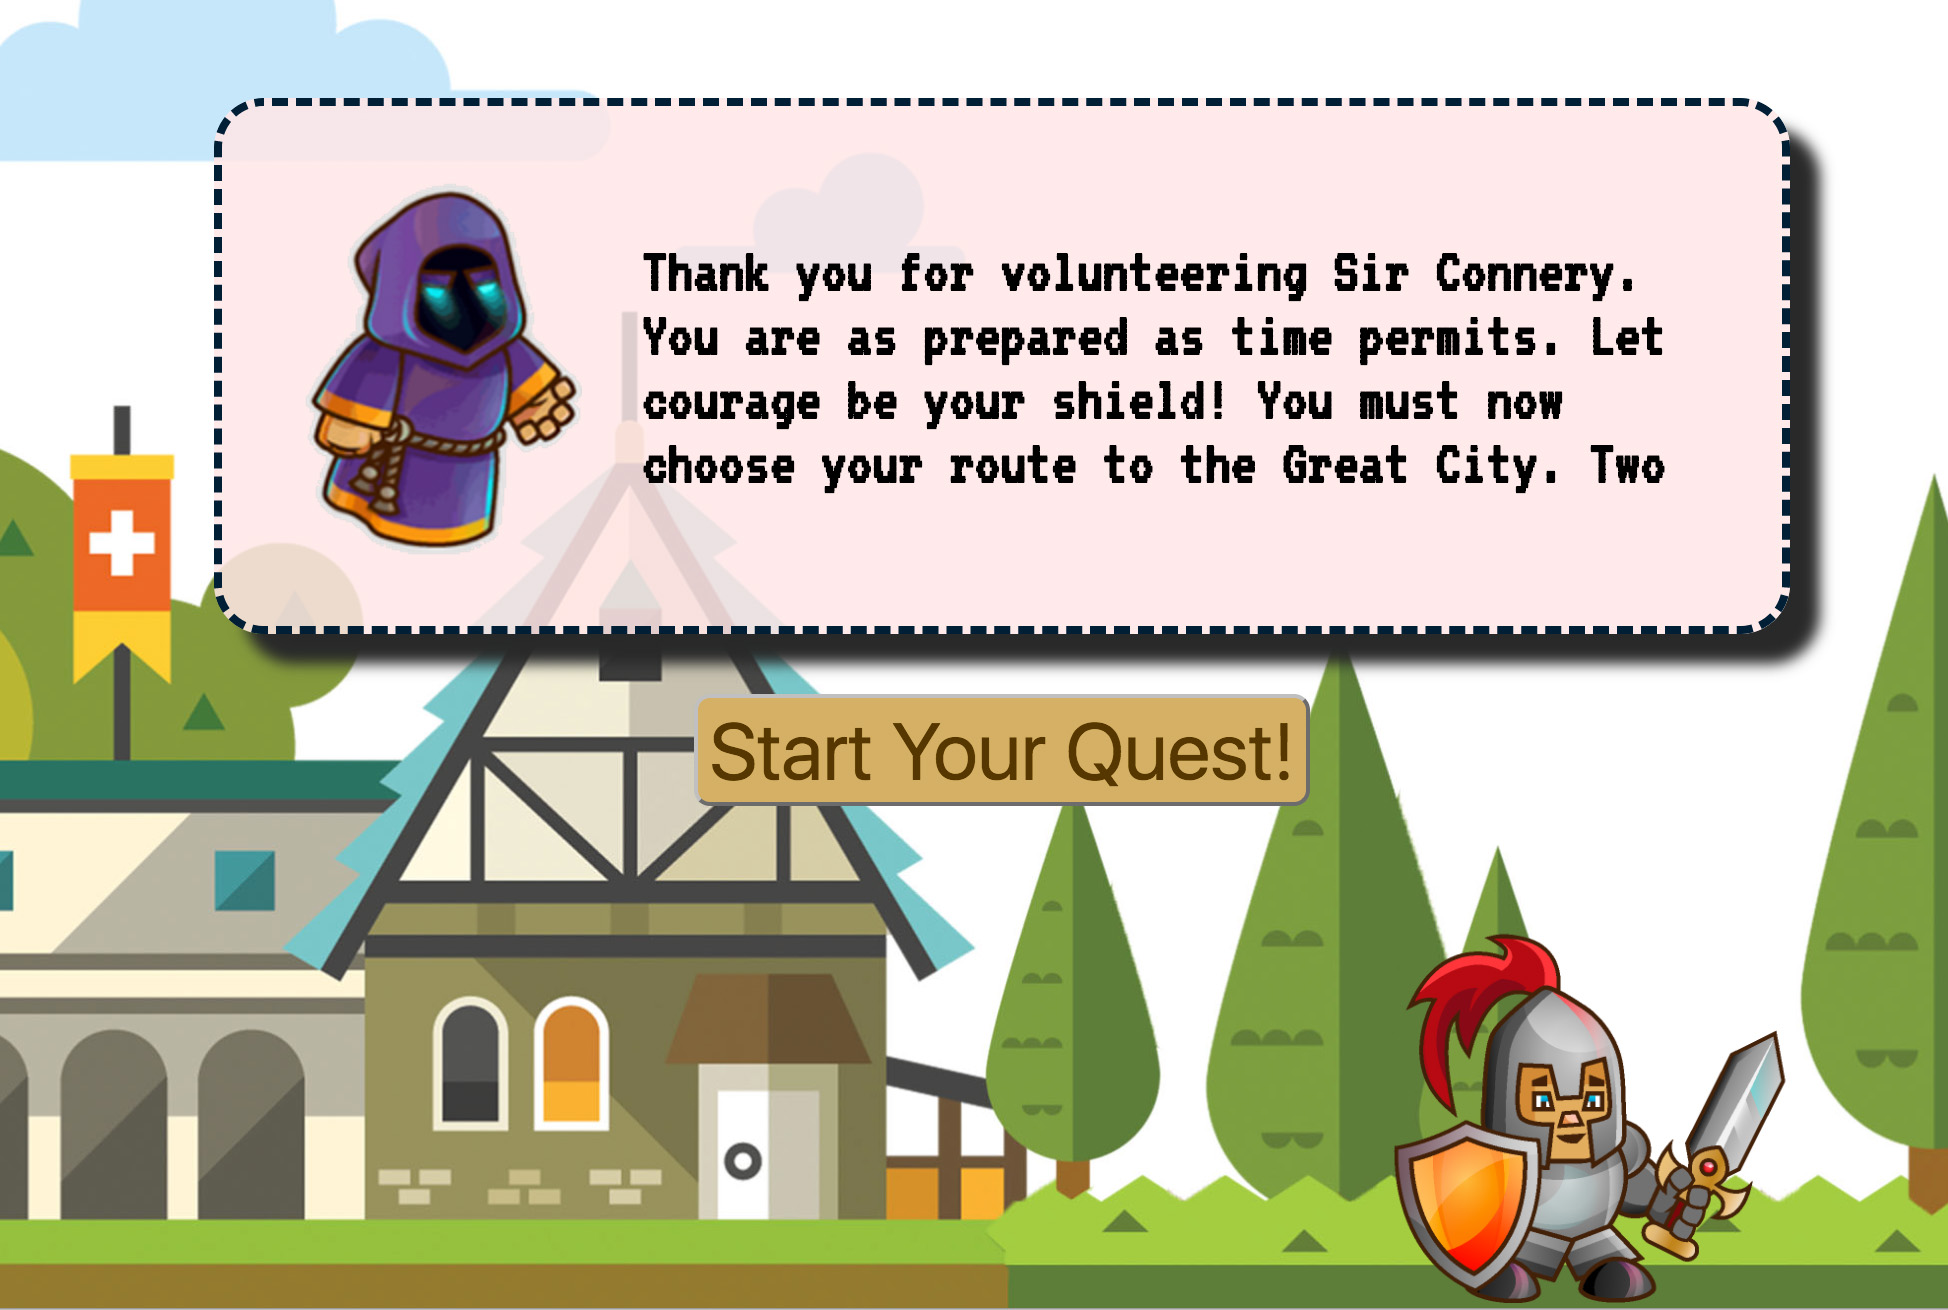 Thank you for volunteering Sir Connery.
You are as prepared as time permits. Let
courage be your shield! You must now
choose your route to the Great City. Two
Start Your Quest!